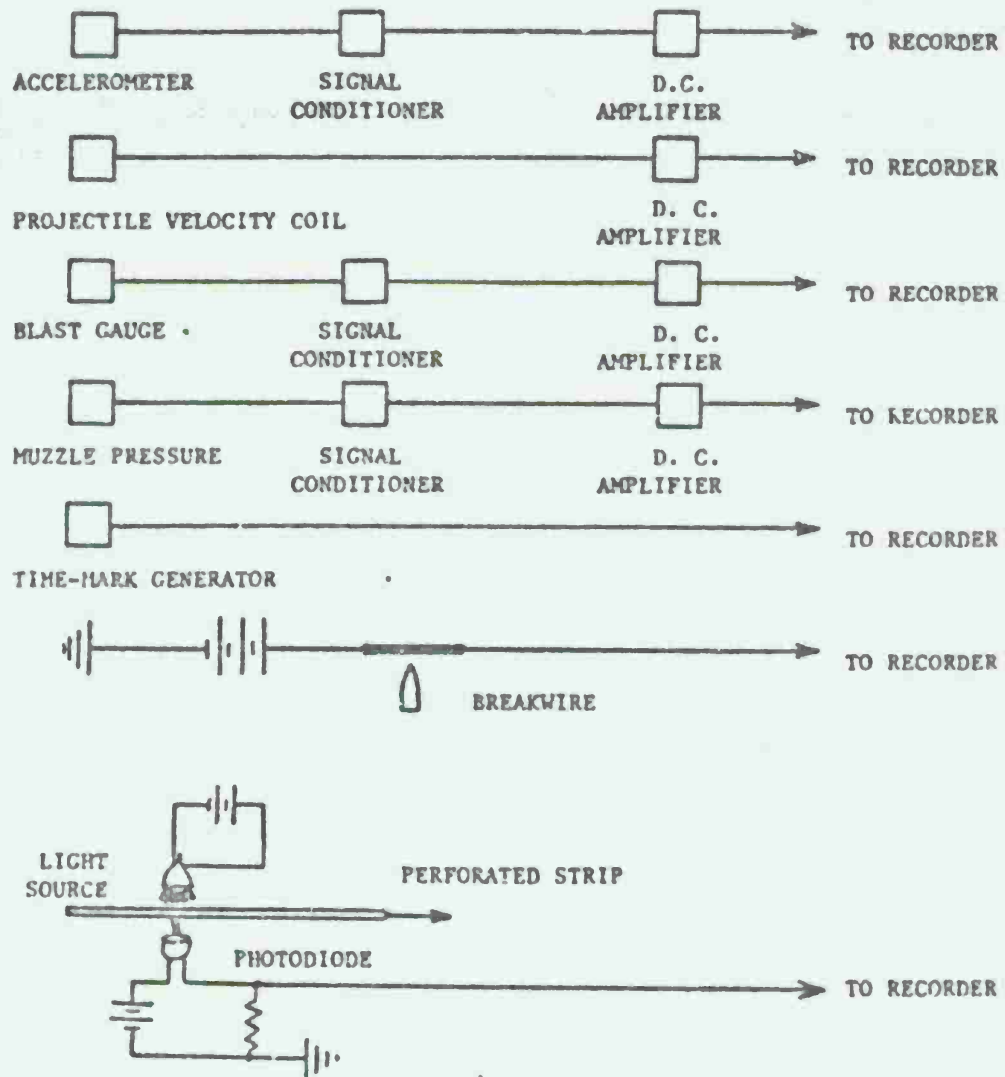 TO RECORDER
ACCELEROMETER
SIGNAL
CONDITIONER
D.C.
AMPLIFIER
TO RECORDER
PROJECTILE VELOCITY COIL
D. C.
AMPLIFIER
TO RECORDER
BLAST GAUGE
SIGNAL
CONDITIONER
D. C.
AMPLIFIER
TO RECORDER
MUZZLE PRESSURE
SIGNAL
CONDITIONER
D. C.
AMPLIFIER
TO RECORDER
TIME-MARK GENERATOR
TO RECORDER
BREAKWIRE
LIGHT
SOURCE
PERFORATED STRIP
PHOTODIODE
TO RECORDER